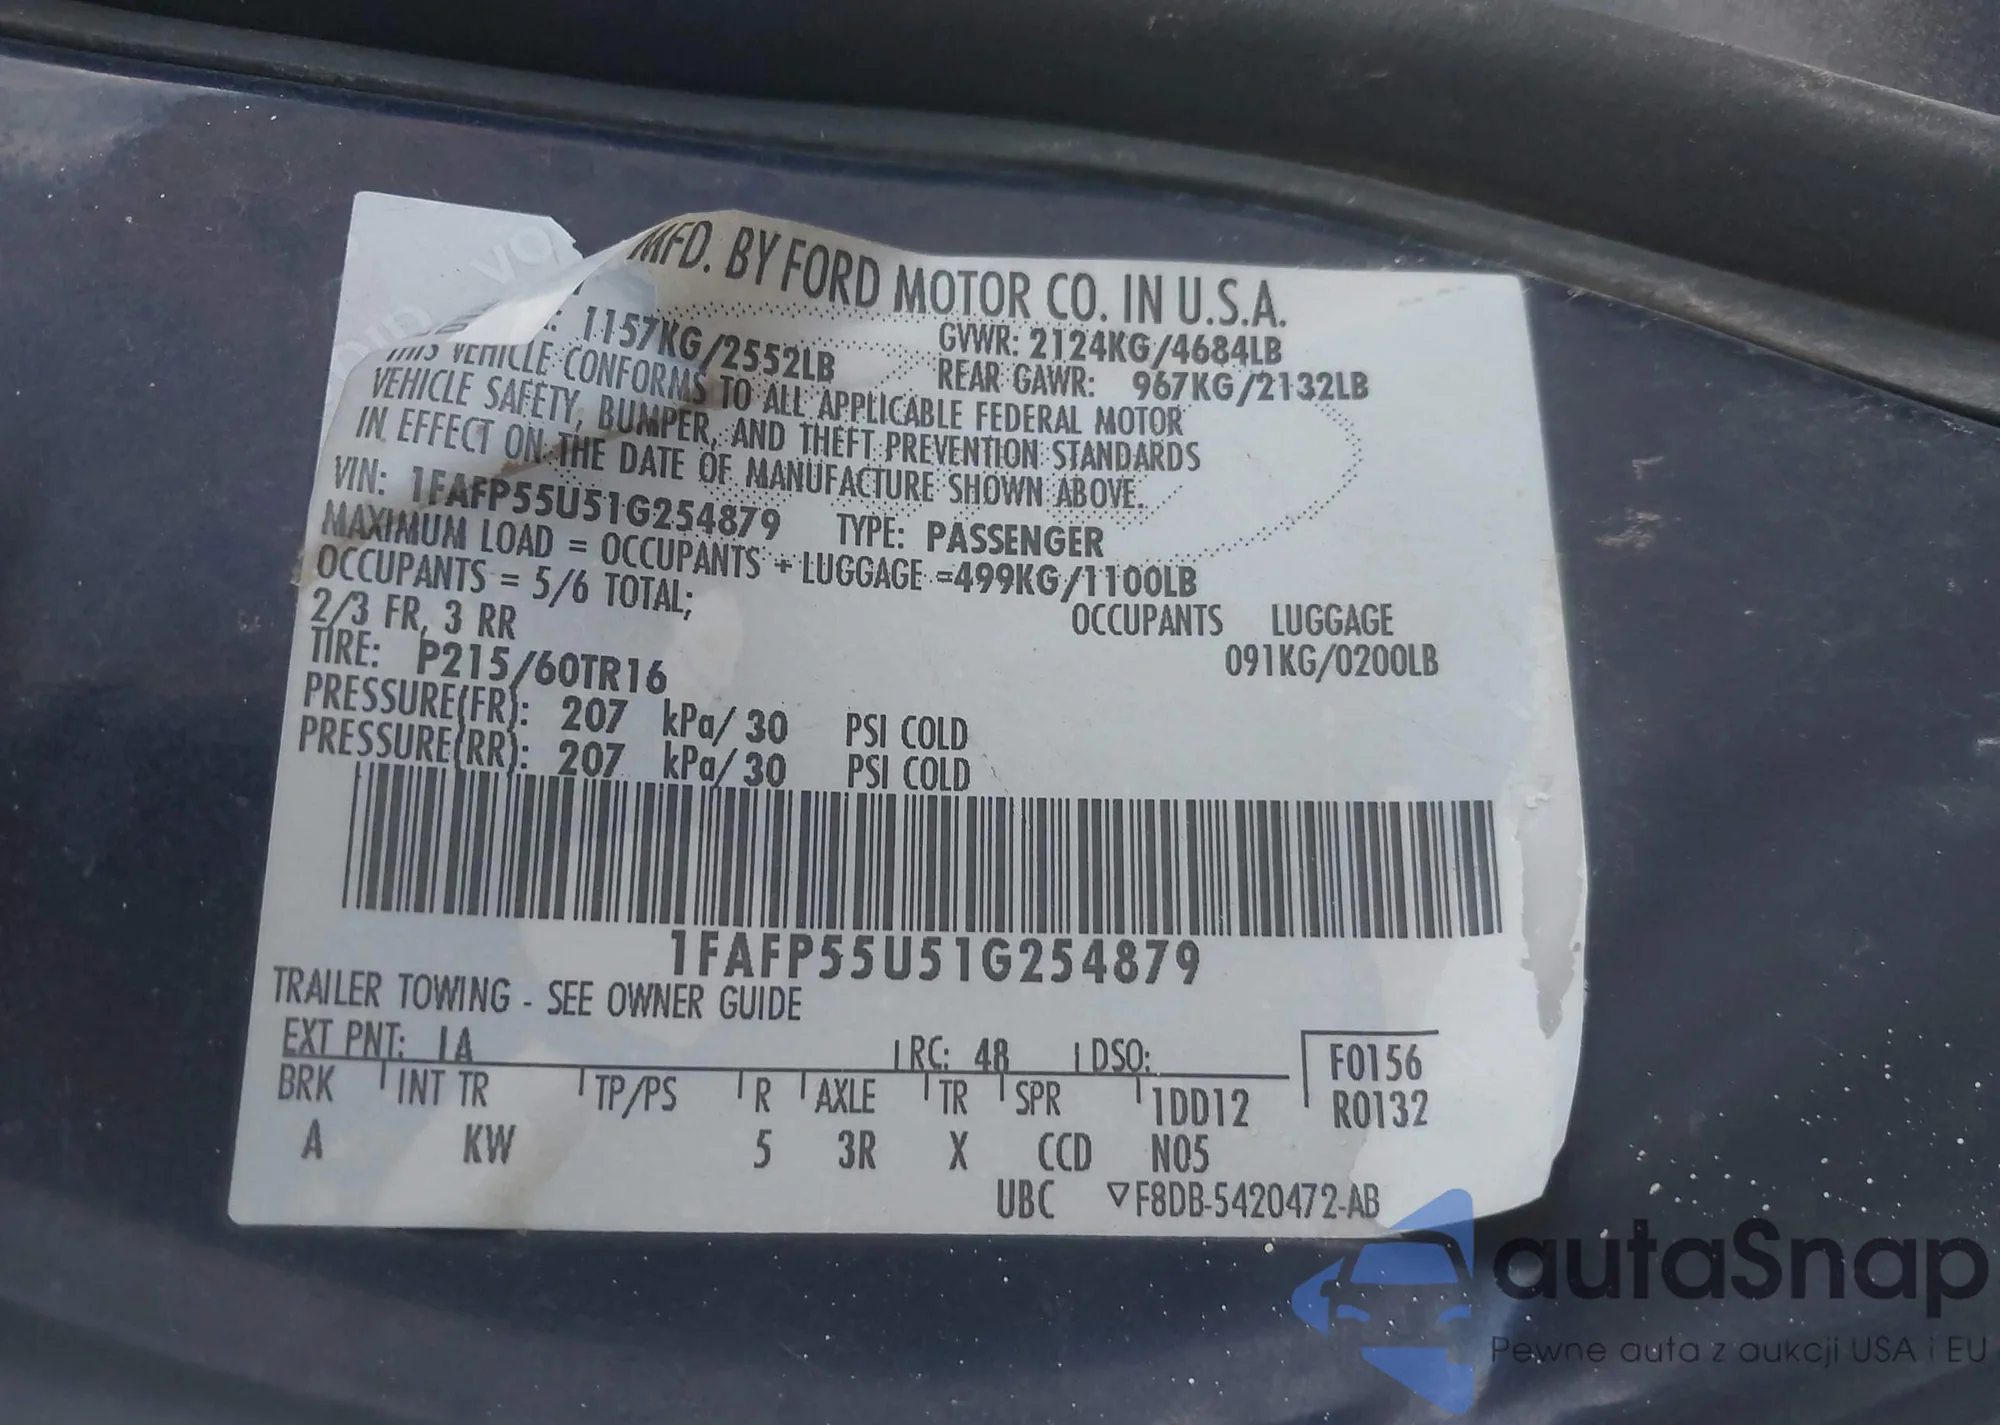 MFD. BY FORD MOTOR CO. IN U.S.A.
1157KG/2552LB GVWR: 2124KG/4684LB
REAR GAWR: 967KG/2132LB
THIS VEHICLE CONFORMS TO ALL APPLICABLE FEDERAL MOTOR
VEHICLE SAFETY, BUMPER, AND THEFT PREVENTION STANDARDS
IN EFFECT ON THE DATE OF MANUFACTURE SHOWN ABOVE.
VIN: 1FAFP55U51G254879 TYPE: PASSENGER
MAXIMUM LOAD = OCCUPANTS + LUGGAGE =499KG/1100LB
OCCUPANTS = 5/6 TOTAL; OCCUPANTS LUGGAGE
2/3 FR, 3 RR 091KG/0200LB
TIRE: P215/60TR16
PRESSURE(FR): 207 kPa/ 30 PSI COLD
PRESSURE(RR): 207 kPa/ 30 PSI COLD
1FAFP55U51G254879
TRAILER TOWING - SEE OWNER GUIDE
EXT PNT: 1A RC: 48 DSO: F0156
BRK INT TR TP/PS R AXLE TR SPR 1DD12 R0132
A KW 5 3R X CCD N05
UBC ▽F8DB-5420472-AB
autaSnap
Pewne auta z aukcji USA i EU